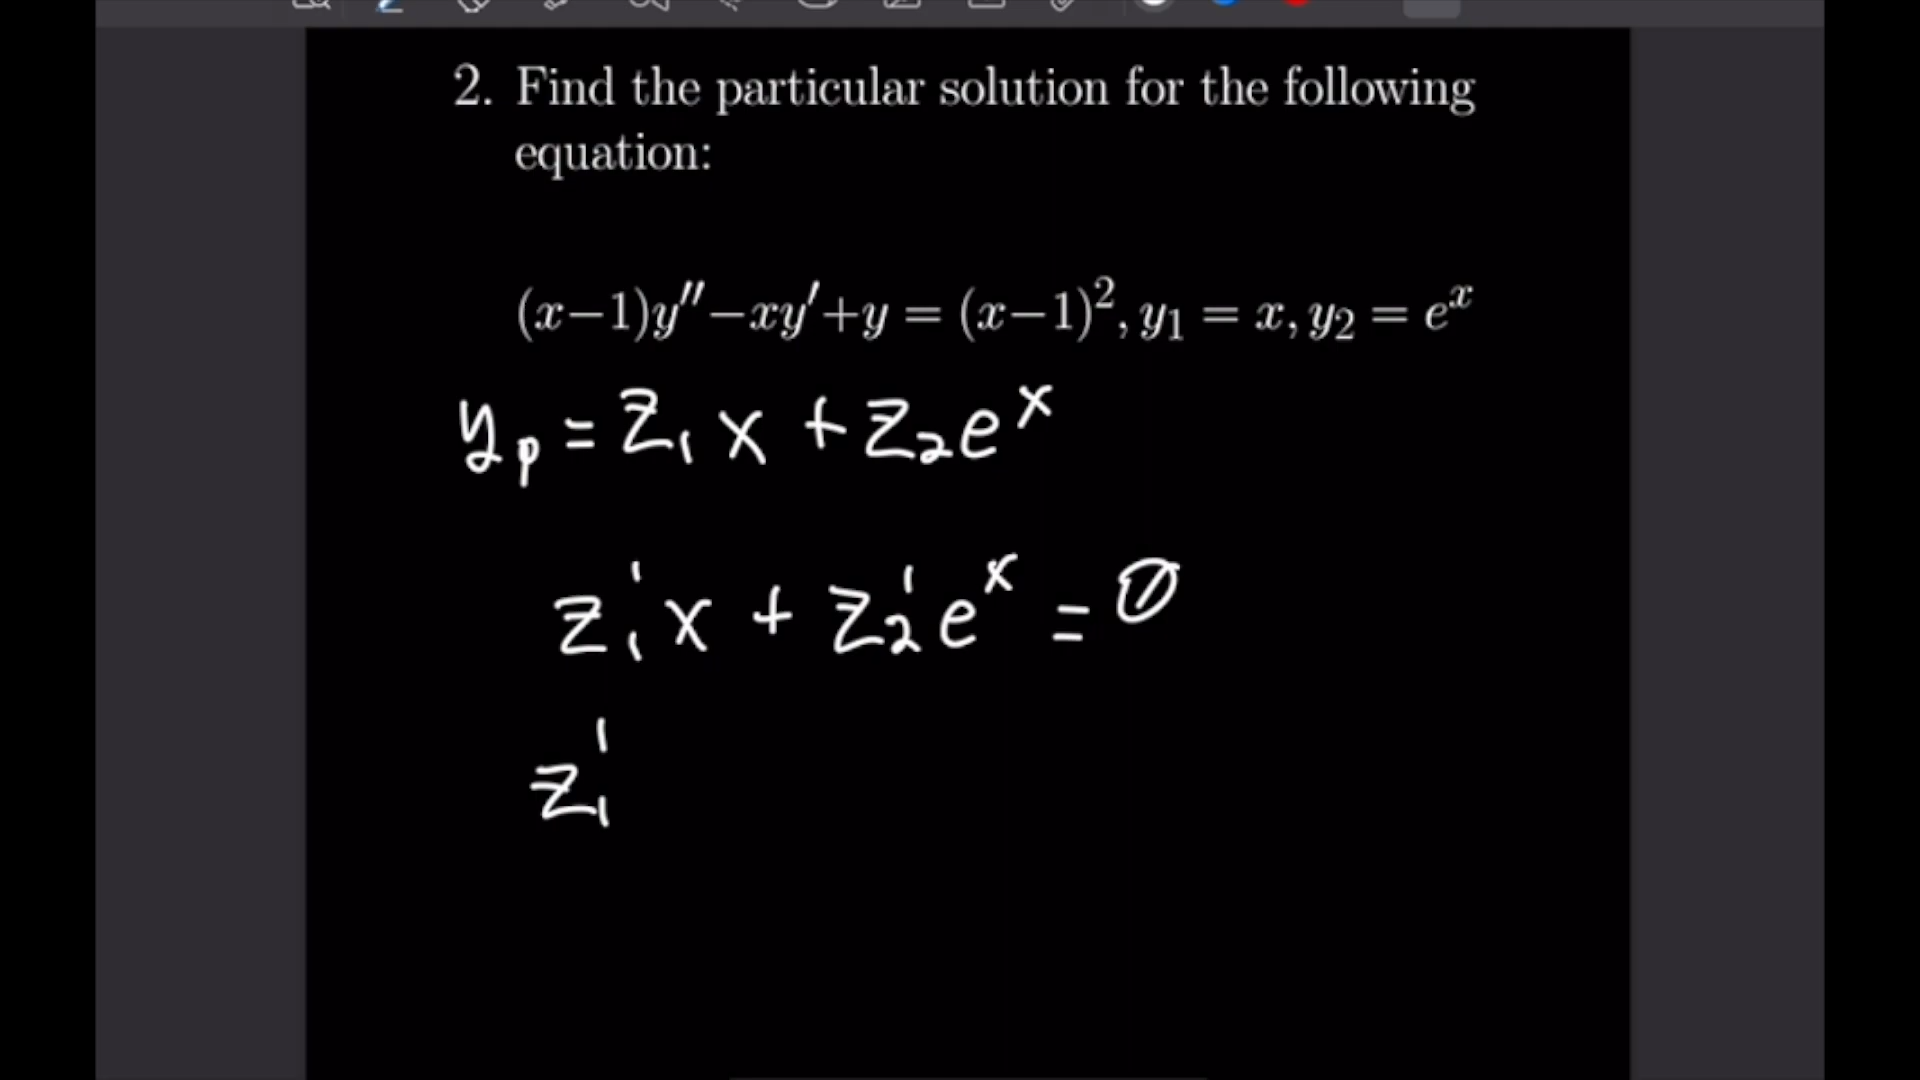 2. Find the particular solution for the following
equation:
(x−1)y″−xy′+y = (x−1)², y₁ = x, y₂ = eˣ
yₚ = z₁x + z₂eˣ
z₁′x + z₂′eˣ = 0
z₁′